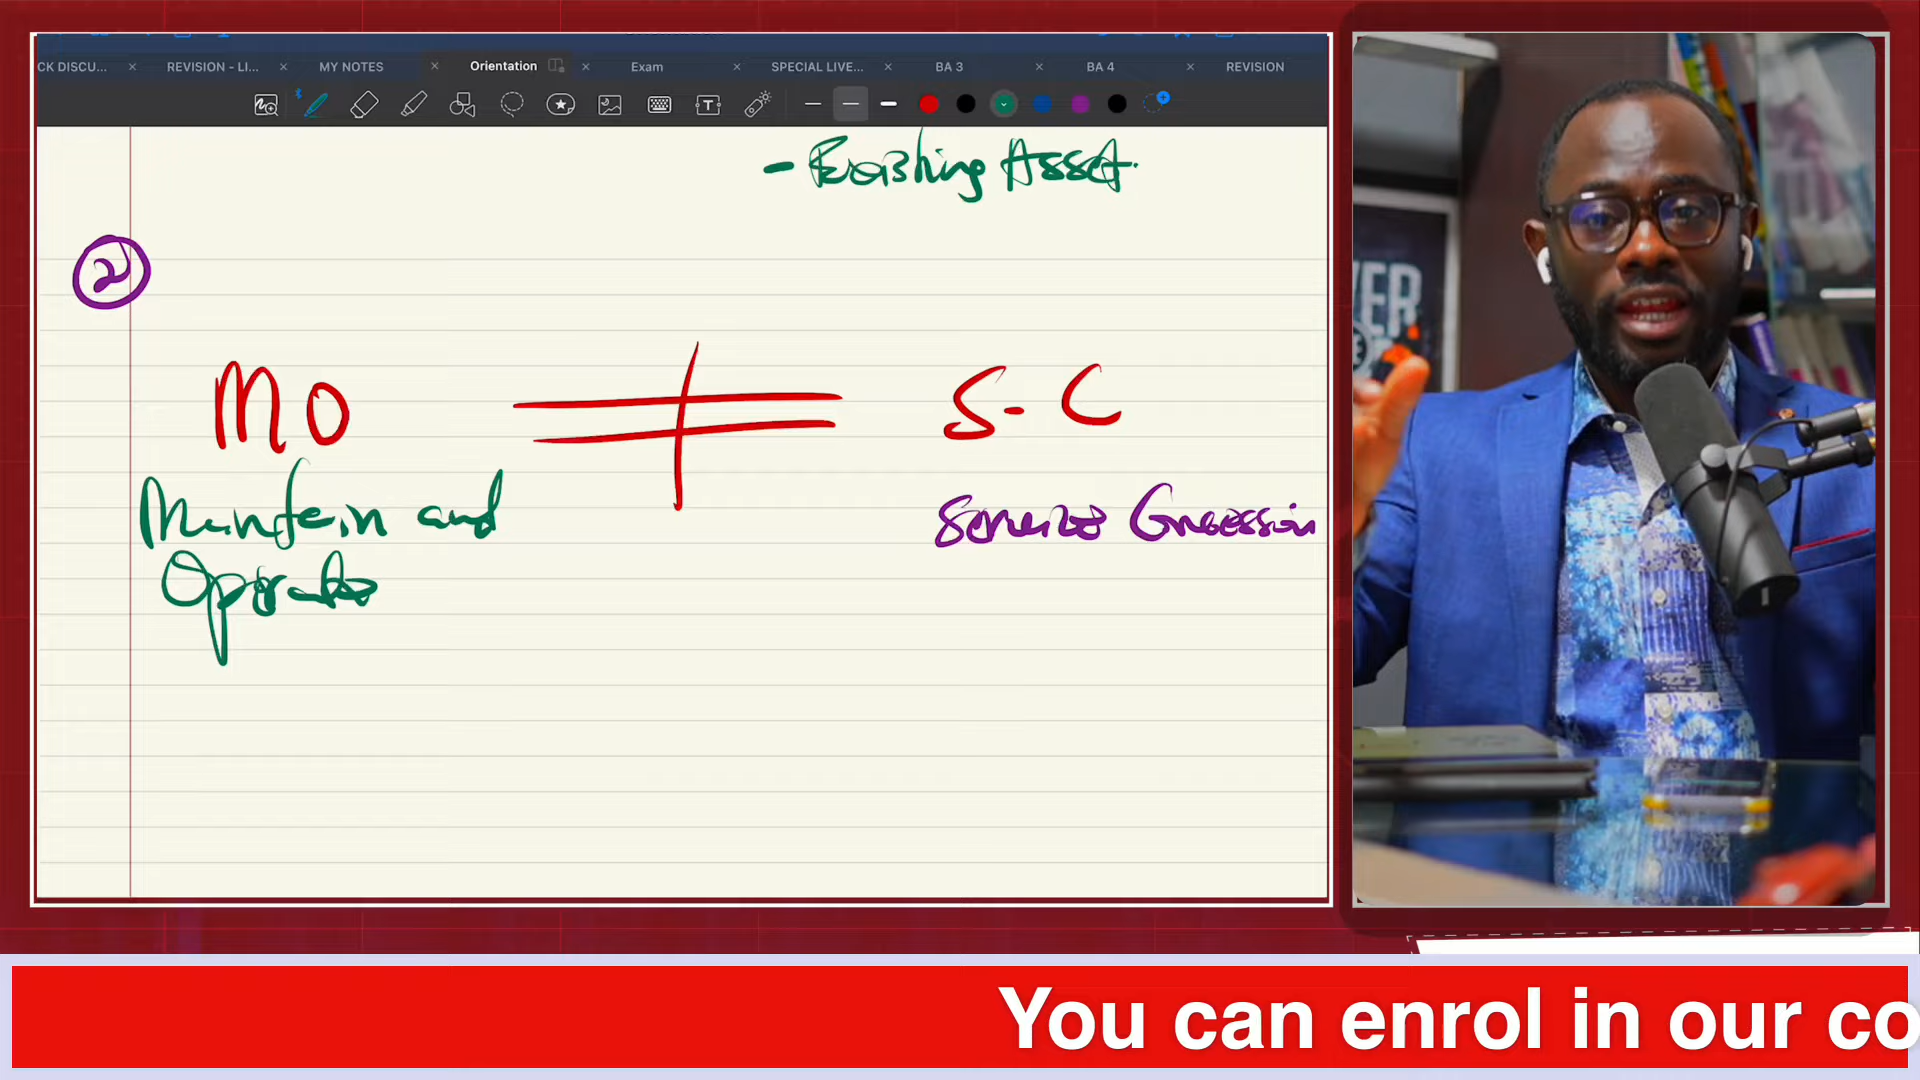 CK DISCU... REVISION - LI... MY NOTES Orientation Exam SPECIAL LIVE... BA 3 BA 4 REVISION
- Existing Asset.
2
MO S-C
Maintain and Service Concession
Operate
VER
You can enrol in our co